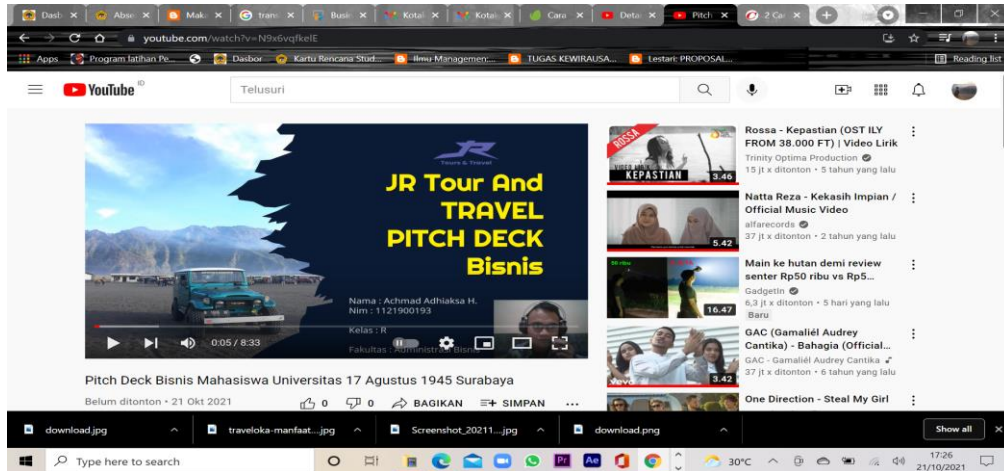 Dasb
Abse
Mak
trans
Busin
Kotal
Kotal
Cara
Detai
Pitch
2 Car
youtube.com/watch?v=N9x6vqfkelE
Apps
Program latihan Pe...
Dasbor
Kartu Rencana Stud...
Ilmu Managemen:...
TUGAS KEWIRAUSA...
Lestari: PROPOSAL...
Reading list
YouTube ID
Telusuri
JR
Tours & Travel
JR Tour And
TRAVEL
PITCH DECK
Bisnis
Nama : Achmad Adhiaksa H.
Nim : 1121900193
Kelas : R
Fakultas : Administrasi Bisnis
0:05 / 8:33
Pitch Deck Bisnis Mahasiswa Universitas 17 Agustus 1945 Surabaya
Belum ditonton • 21 Okt 2021
0
0
BAGIKAN
SIMPAN
ROSSA
KEPASTIAN
3.46
Rossa - Kepastian (OST ILY
FROM 38.000 FT) | Video Lirik
Trinity Optima Production
15 jt x ditonton • 5 tahun yang lalu
5.42
Natta Reza - Kekasih Impian /
Official Music Video
alfarecords
37 jt x ditonton • 2 tahun yang lalu
50 ribu
16.47
Main ke hutan demi review
senter Rp50 ribu vs Rp5...
GadgetIn
6,3 jt x ditonton • 5 hari yang lalu
Baru
vevo
3.42
GAC (Gamaliél Audrey
Cantika) - Bahagia (Official...
GAC - Gamaliél Audrey Cantika
37 jt x ditonton • 6 tahun yang lalu
One Direction - Steal My Girl
download.jpg
traveloka-manfaat....jpg
Screenshot_20211...jpg
download.png
Show all
Type here to search
30°C
17:26
21/10/2021